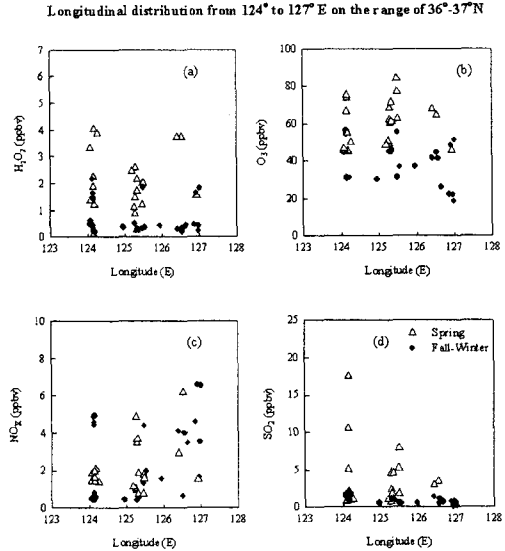 Longitudinal distribution from 124° to 127° E on the range of 36°-37°N
7
6
5
4
3
2
1
0
H₂O₂ (ppbv)
(a)
123 124 125 126 127 128
Longitude (E)
100
80
60
40
20
0
O₃ (ppbv)
(b)
123 124 125 126 127 128
Longitude (E)
10
8
6
4
2
0
NOx (ppbv)
(c)
123 124 125 126 127 128
Longitude (E)
25
20
15
10
5
0
SO₂ (ppbv)
(d)
Spring
Fall-Winter
123 124 125 126 127 128
Longitude (E)